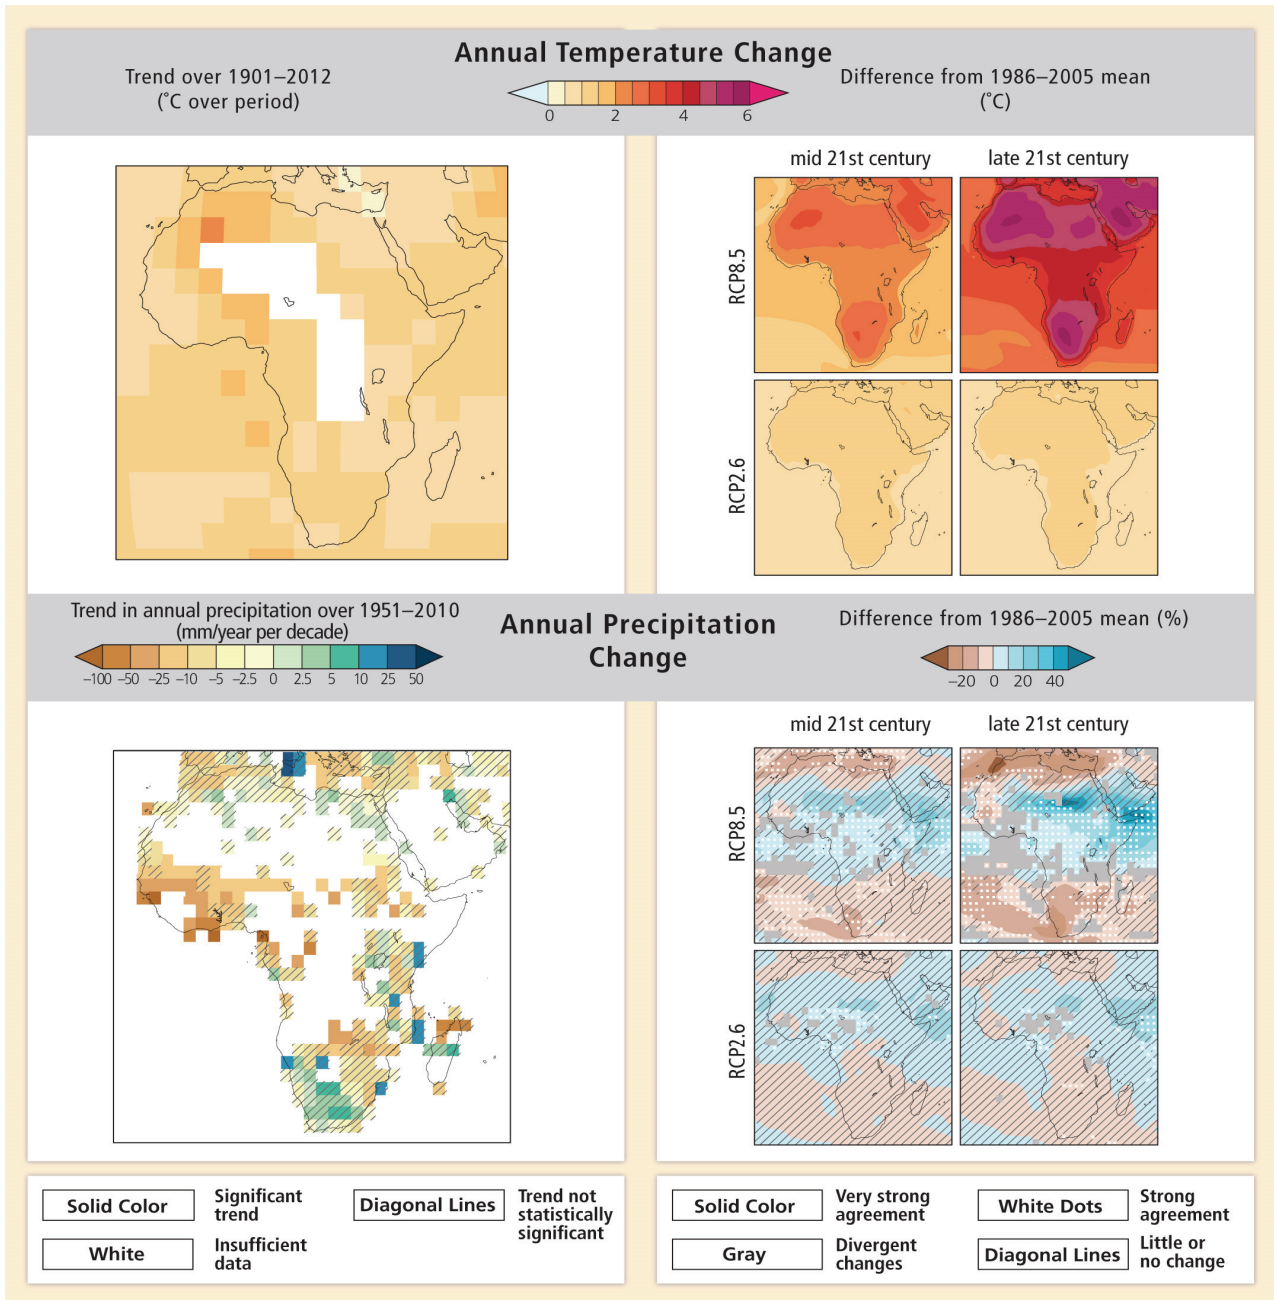 Annual Temperature Change
Trend over 1901–2012
(˚C over period)
0 2 4 6
Difference from 1986–2005 mean
(˚C)
mid 21st century
late 21st century
RCP8.5
RCP2.6
Trend in annual precipitation over 1951–2010
(mm/year per decade)
–100 –50 –25 –10 –5 –2.5 0 2.5 5 10 25 50
Annual Precipitation
Change
Difference from 1986–2005 mean (%)
–20 0 20 40
mid 21st century
late 21st century
RCP8.5
RCP2.6
Solid Color
Significant
trend
Diagonal Lines
Trend not
statistically
significant
White
Insufficient
data
Solid Color
Very strong
agreement
White Dots
Strong
agreement
Gray
Divergent
changes
Diagonal Lines
Little or
no change